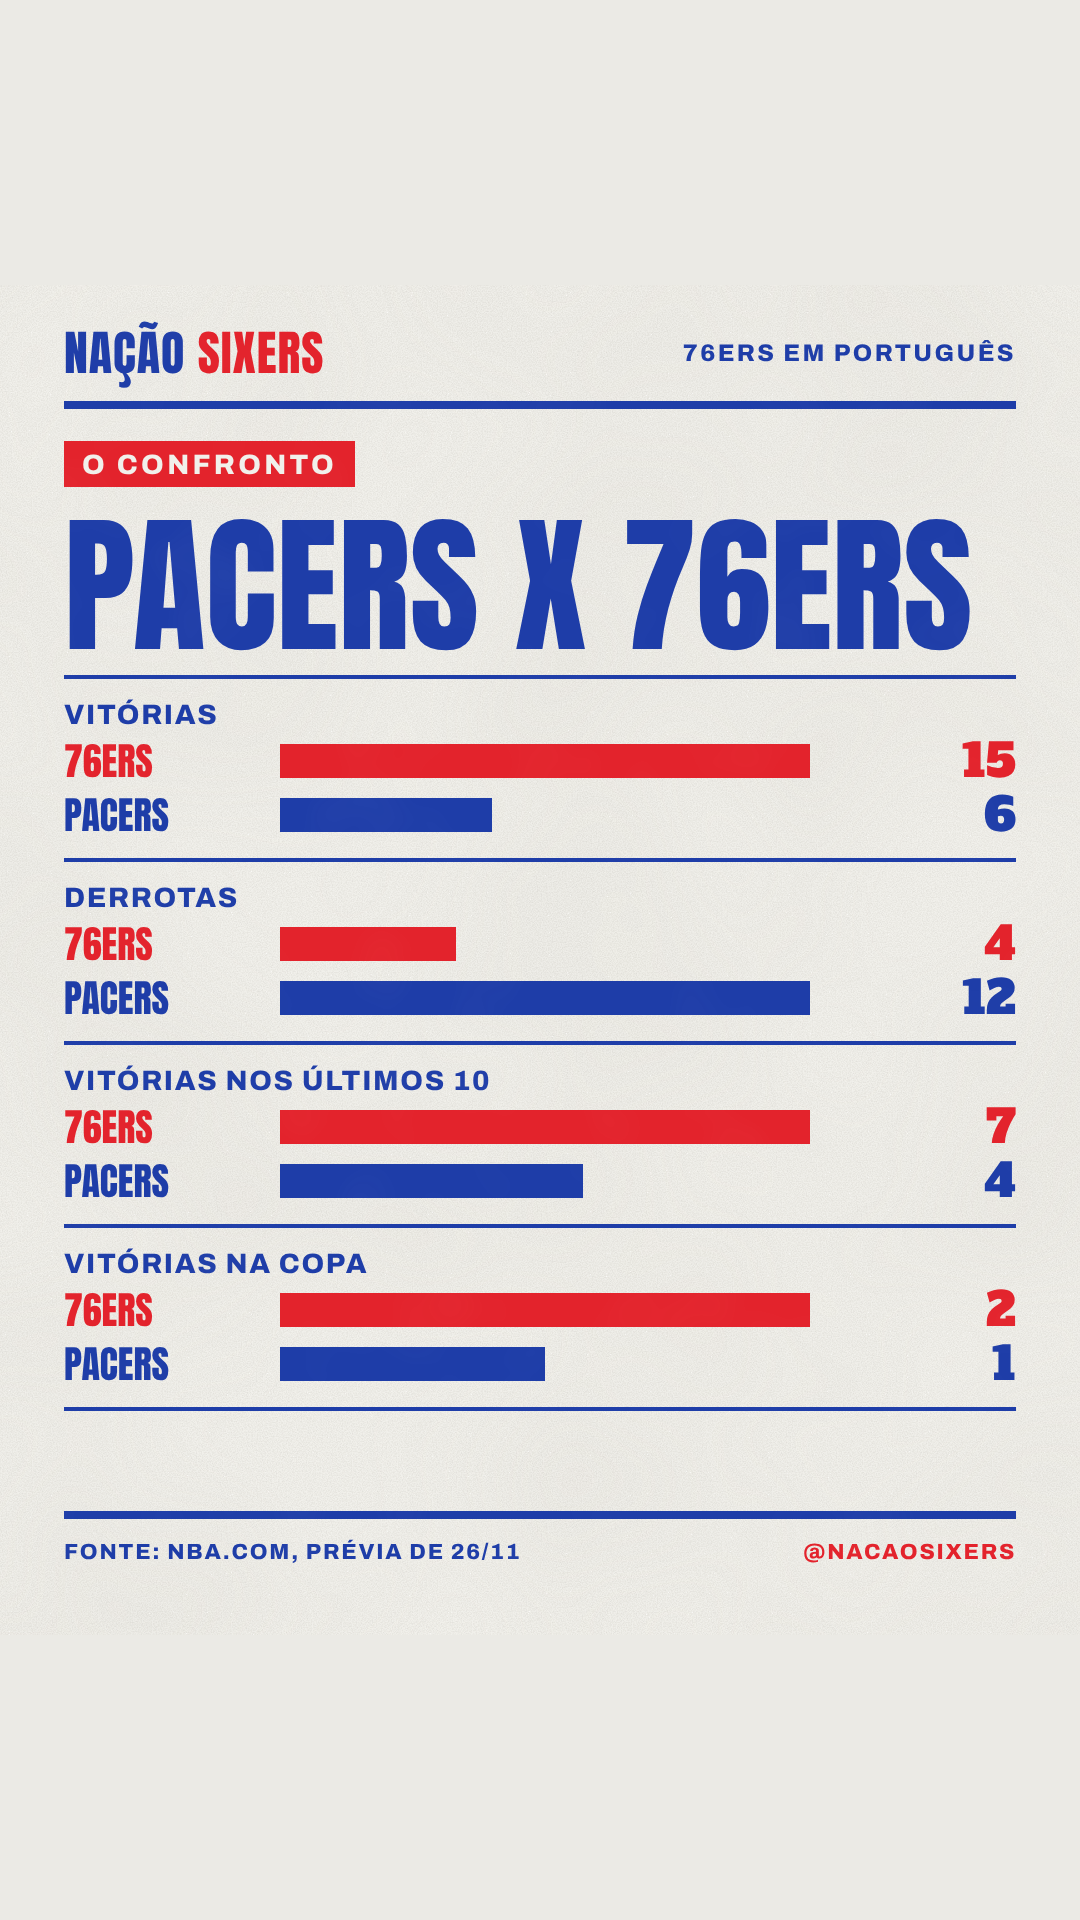 NAÇÃO SIXERS
76ERS EM PORTUGUÊS
O CONFRONTO
PACERS X 76ERS
VITÓRIAS
76ERS 15
PACERS 6
DERROTAS
76ERS 4
PACERS 12
VITÓRIAS NOS ÚLTIMOS 10
76ERS 7
PACERS 4
VITÓRIAS NA COPA
76ERS 2
PACERS 1
FONTE: NBA.COM, PRÉVIA DE 26/11
@NACAOSIXERS